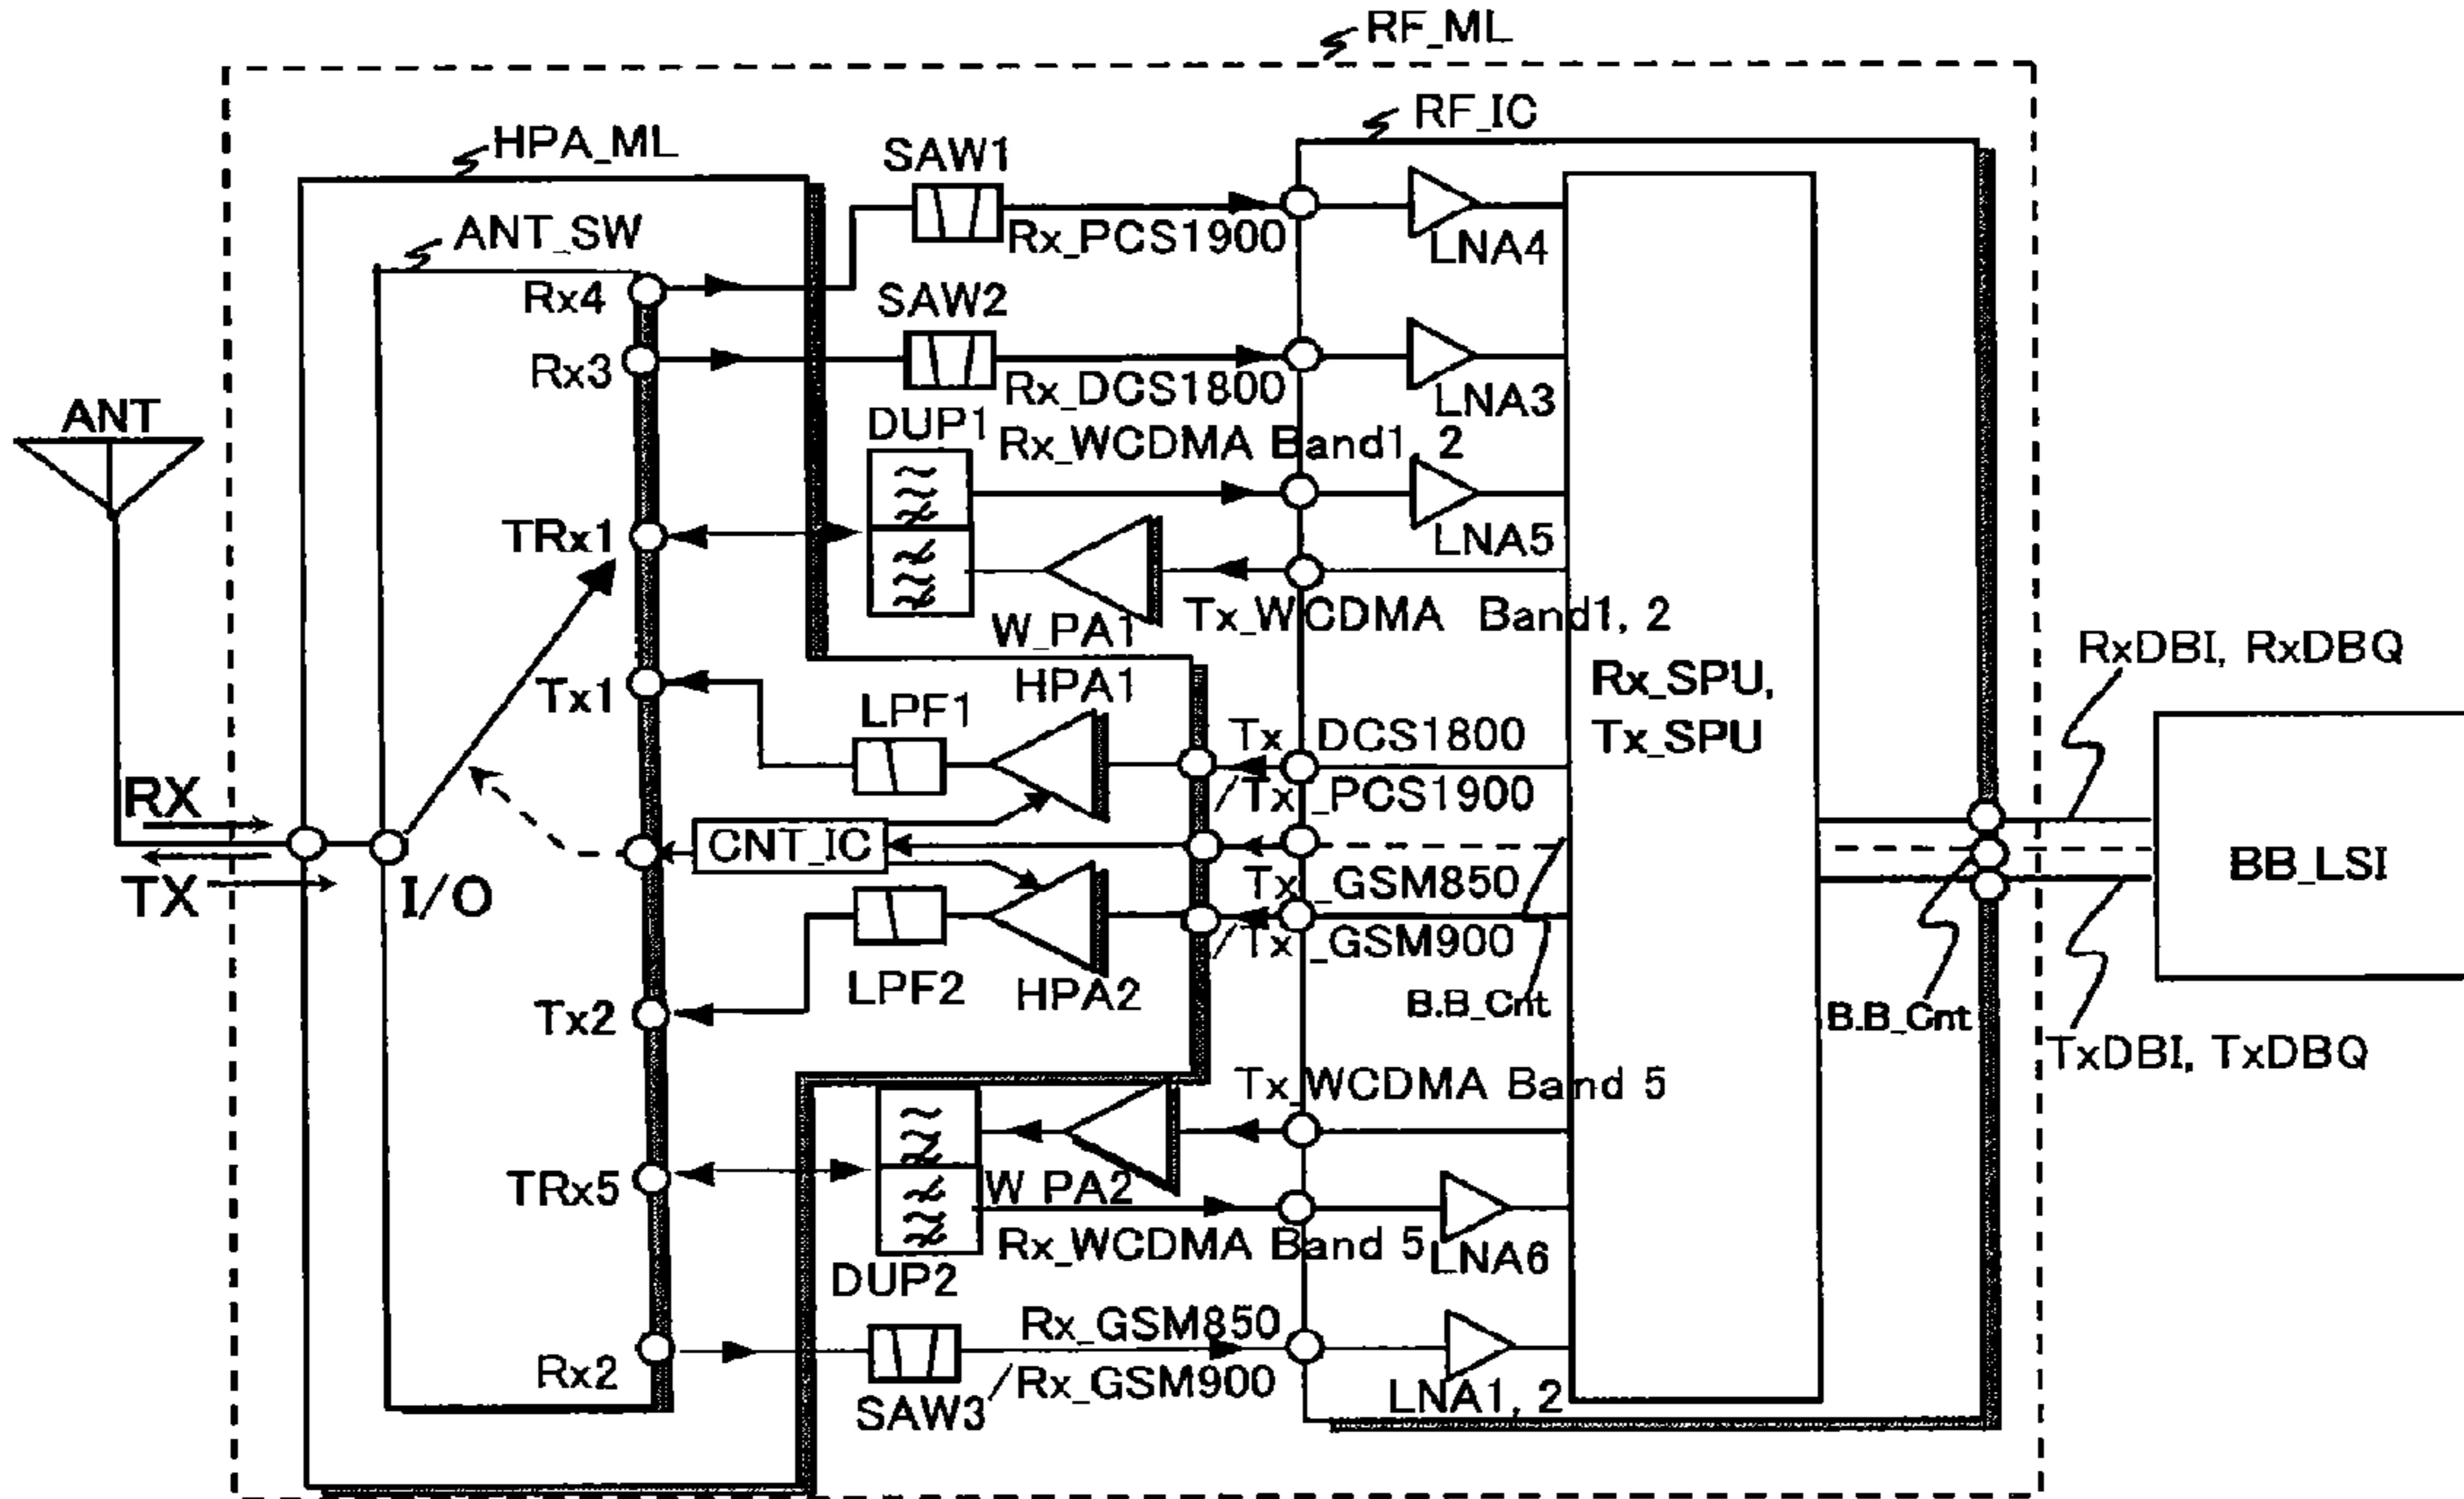 RF_ML
RF_IC
HPA_ML
SAW1
ANT_SW
Rx_PCS1900
LNA4
Rx4
SAW2
Rx3
Rx_DCS1800
LNA3
ANT
DUP1
Rx_WCDMA Band1, 2
TRx1
LNA5
W_PA1
Tx_WCDMA Band1, 2
RxDBI, RxDBQ
Tx1
HPA1
LPF1
Rx_SPU,
Tx_SPU
Tx_DCS1800
/Tx_PCS1900
RX
CNT_IC
TX
I/O
Tx_GSM850
BB_LSI
/Tx_GSM900
LPF2
HPA2
B.B_Cnt
B.B_Cnt
Tx2
TxDBI, TxDBQ
Tx_WCDMA Band 5
TRx5
W_PA2
Rx_WCDMA Band 5
LNA6
DUP2
Rx_GSM850
/Rx_GSM900
Rx2
SAW3
LNA1, 2